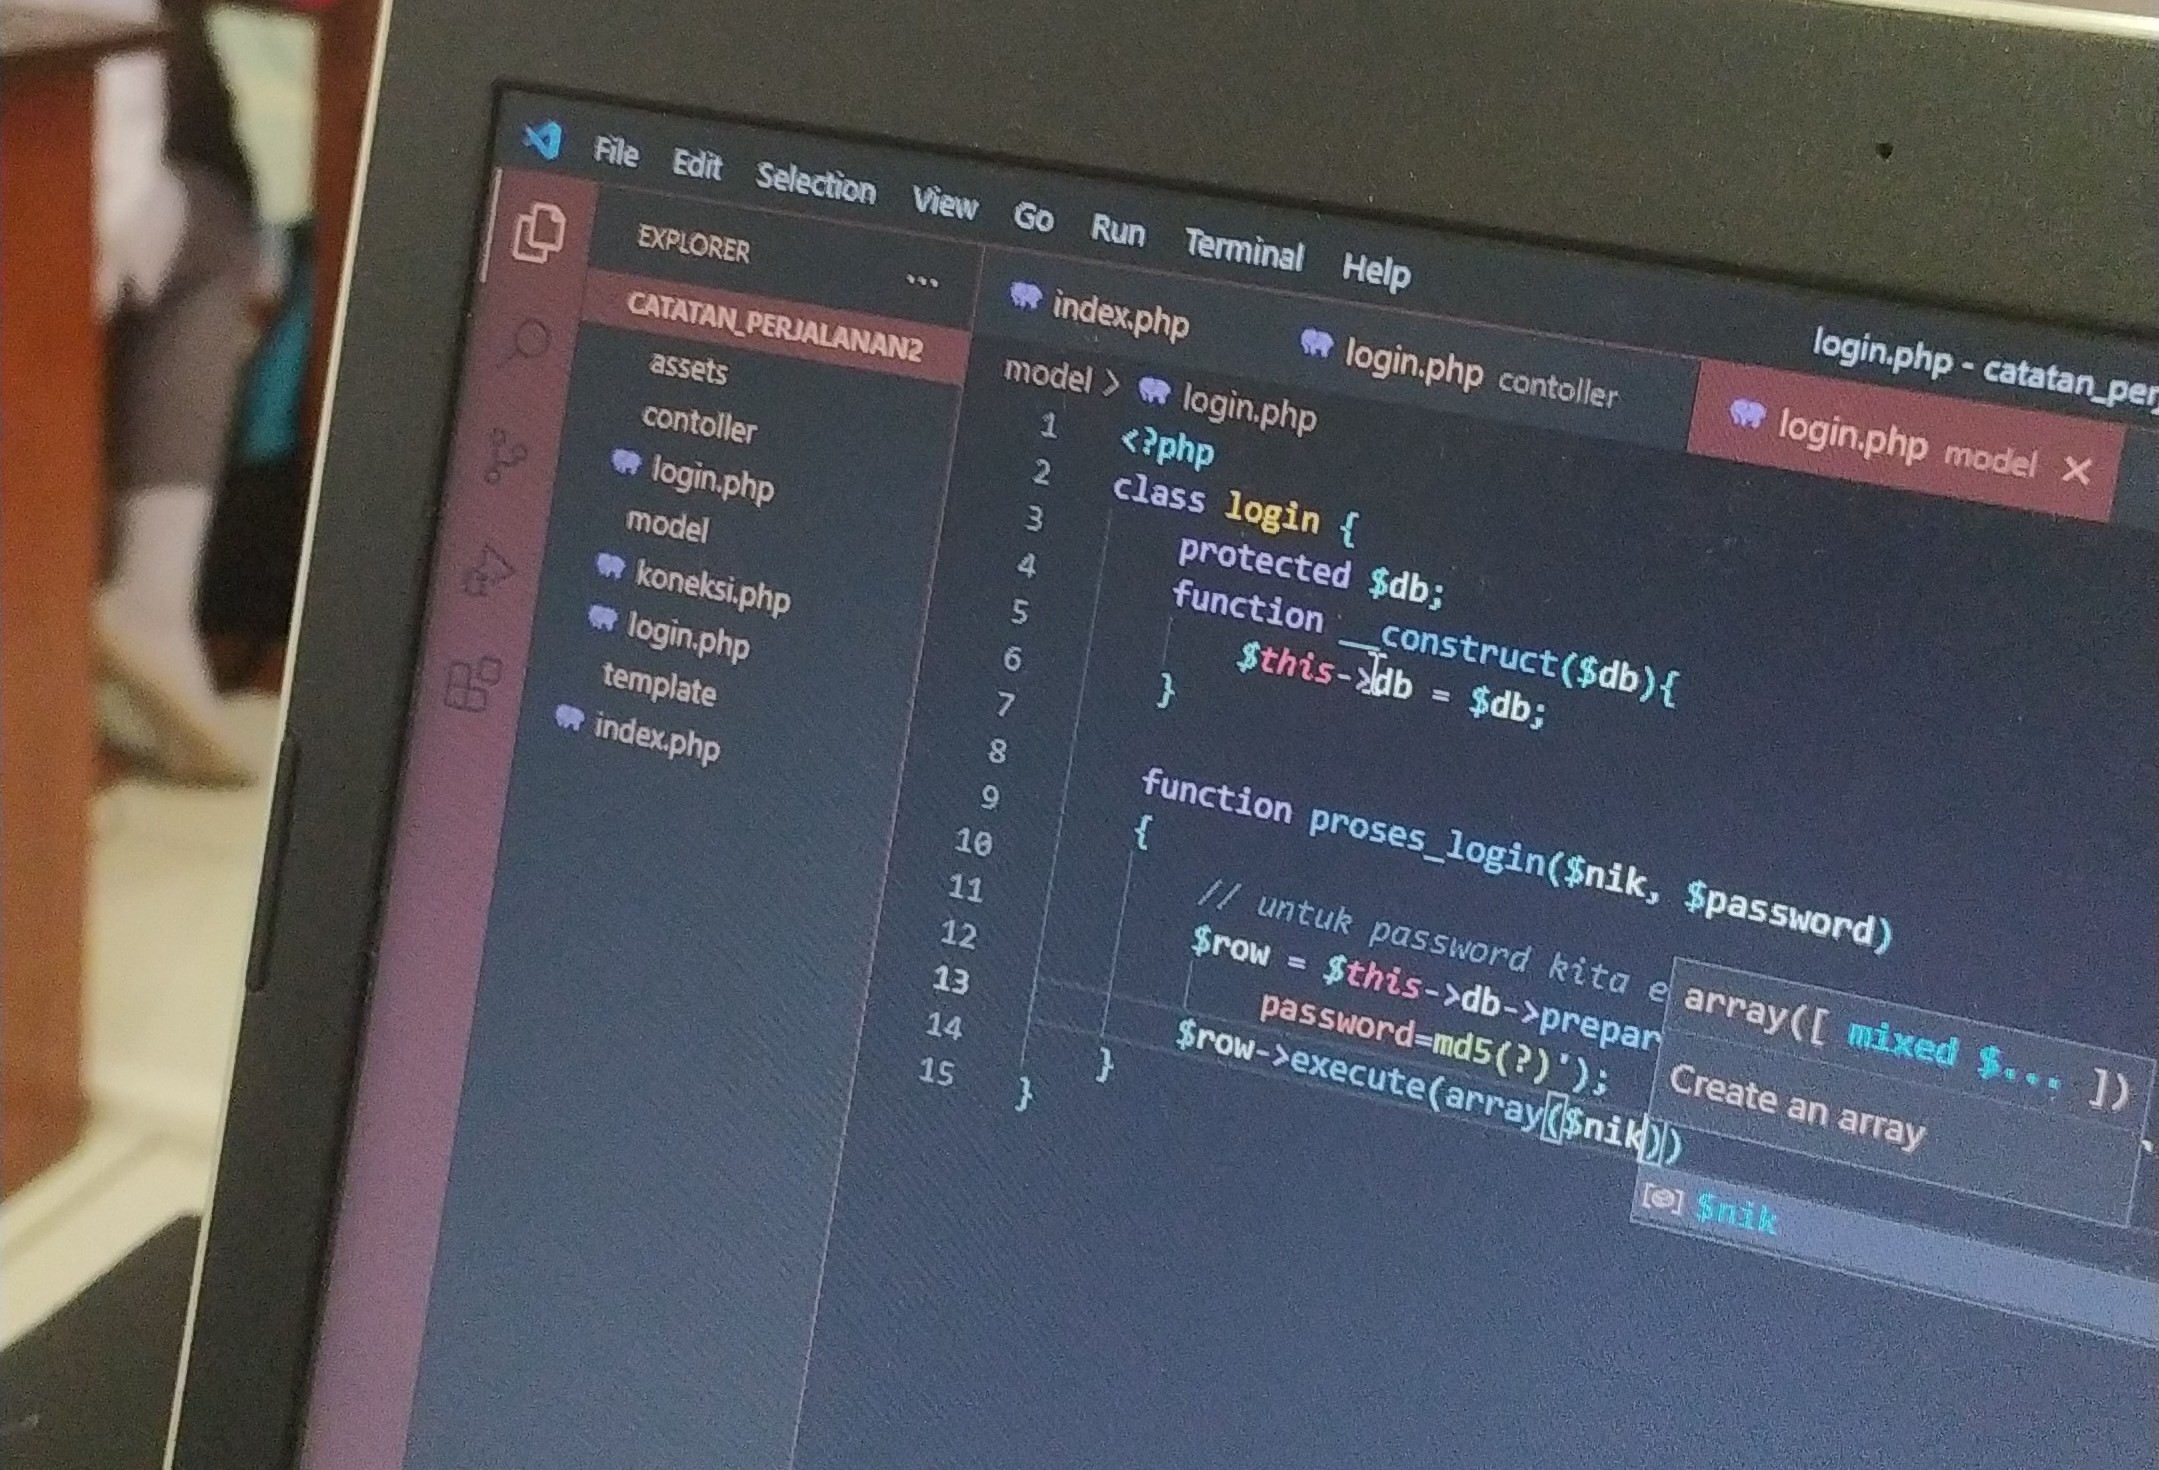 File Edit Selection View Go Run Terminal Help
login.php - catatan_per
EXPLORER ...
CATATAN_PERJALANAN2
assets
contoller
login.php
model
koneksi.php
login.php
template
index.php
index.php
login.php contoller
login.php model
model > login.php
1 <?php
2 class login {
3 protected $db;
4 function __construct($db){
5 $this->db = $db;
6 }
7
8 function proses_login($nik, $password)
9 {
10 // untuk password kita e
11 $row = $this->db->prepar
12 password=md5(?)');
13 $row->execute(array($nik))
14 }
15 }
array([ mixed $... ])
Create an array
$nik